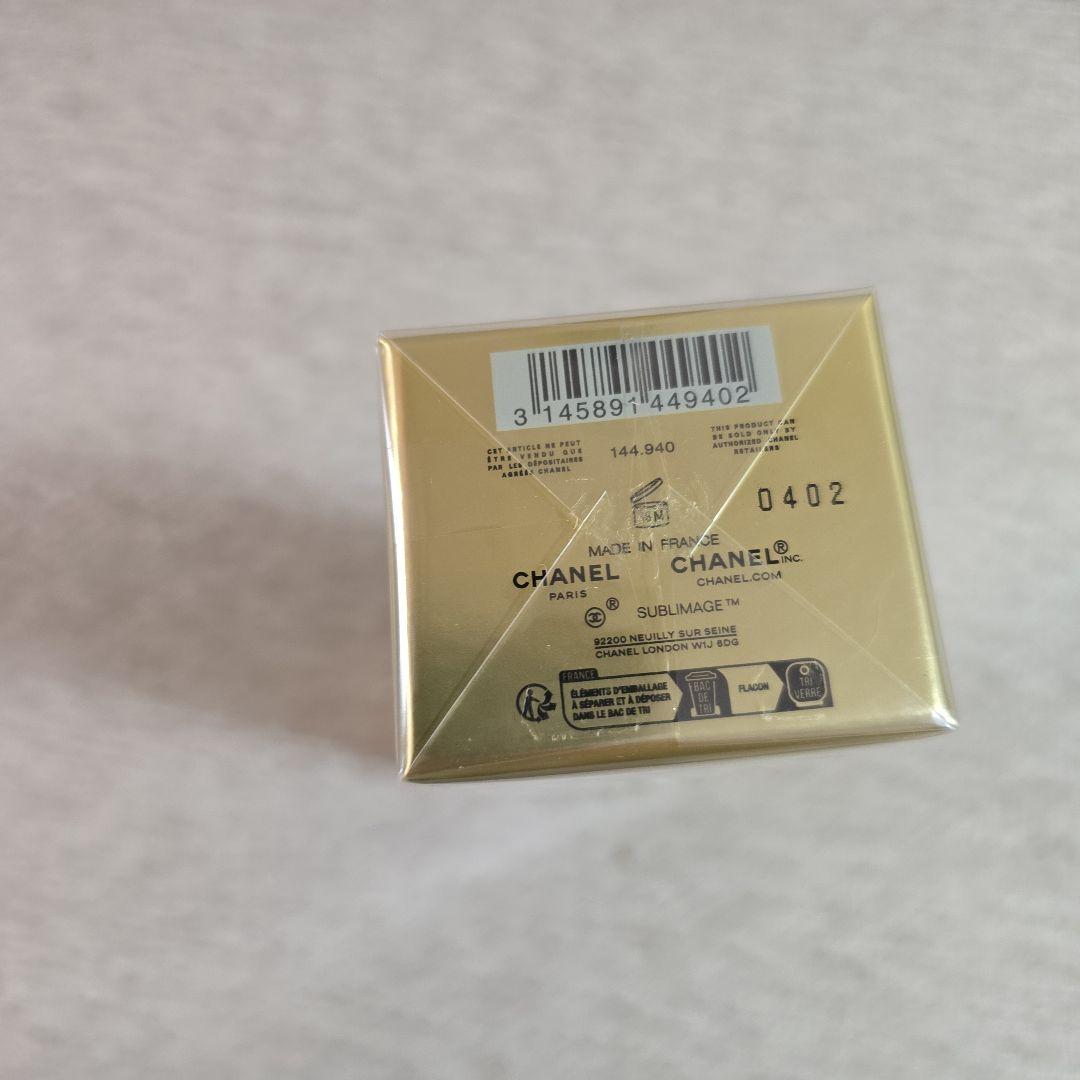 3 145891 449402
CET ARTICLE NE PEUT
ÊTRE VENDU QUE
PAR LES DÉPOSITAIRES
AGRÉÉS CHANEL
144.940
THIS PRODUCT CAN
BE SOLD ONLY BY
AUTHORIZED CHANEL
RETAILERS
0402
MADE IN FRANCE
CHANEL
PARIS
CHANEL® INC.
CHANEL.COM
®
SUBLIMAGE™
92200 NEUILLY SUR SEINE
CHANEL LONDON W1J 6DG
FRANCE
ÉLÉMENTS D'EMBALLAGE
À SÉPARER ET À DÉPOSER
DANS LE BAC DE TRI
BAC
DE
TRI
FLACON
TRI
VERRE